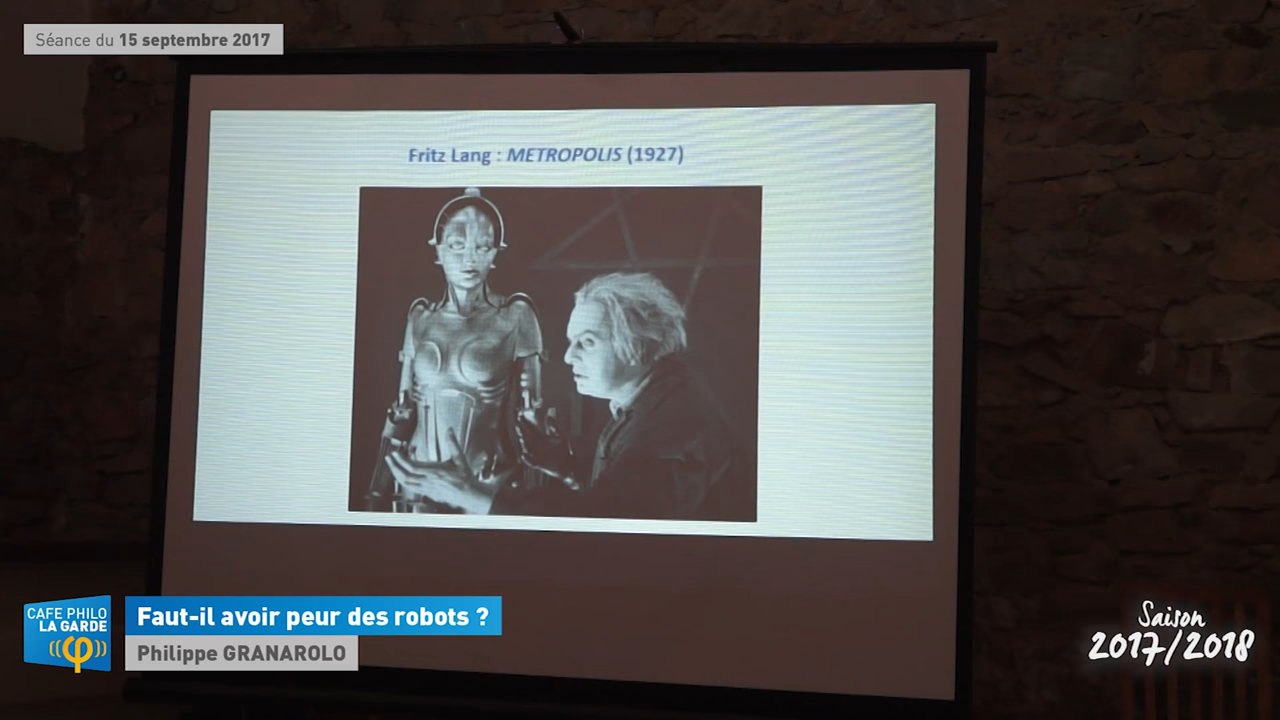 Séance du 15 septembre 2017
Fritz Lang : METROPOLIS (1927)
CAFE PHILO
LA GARDE
φ
Faut-il avoir peur des robots ?
Philippe GRANAROLO
Saison
2017/2018